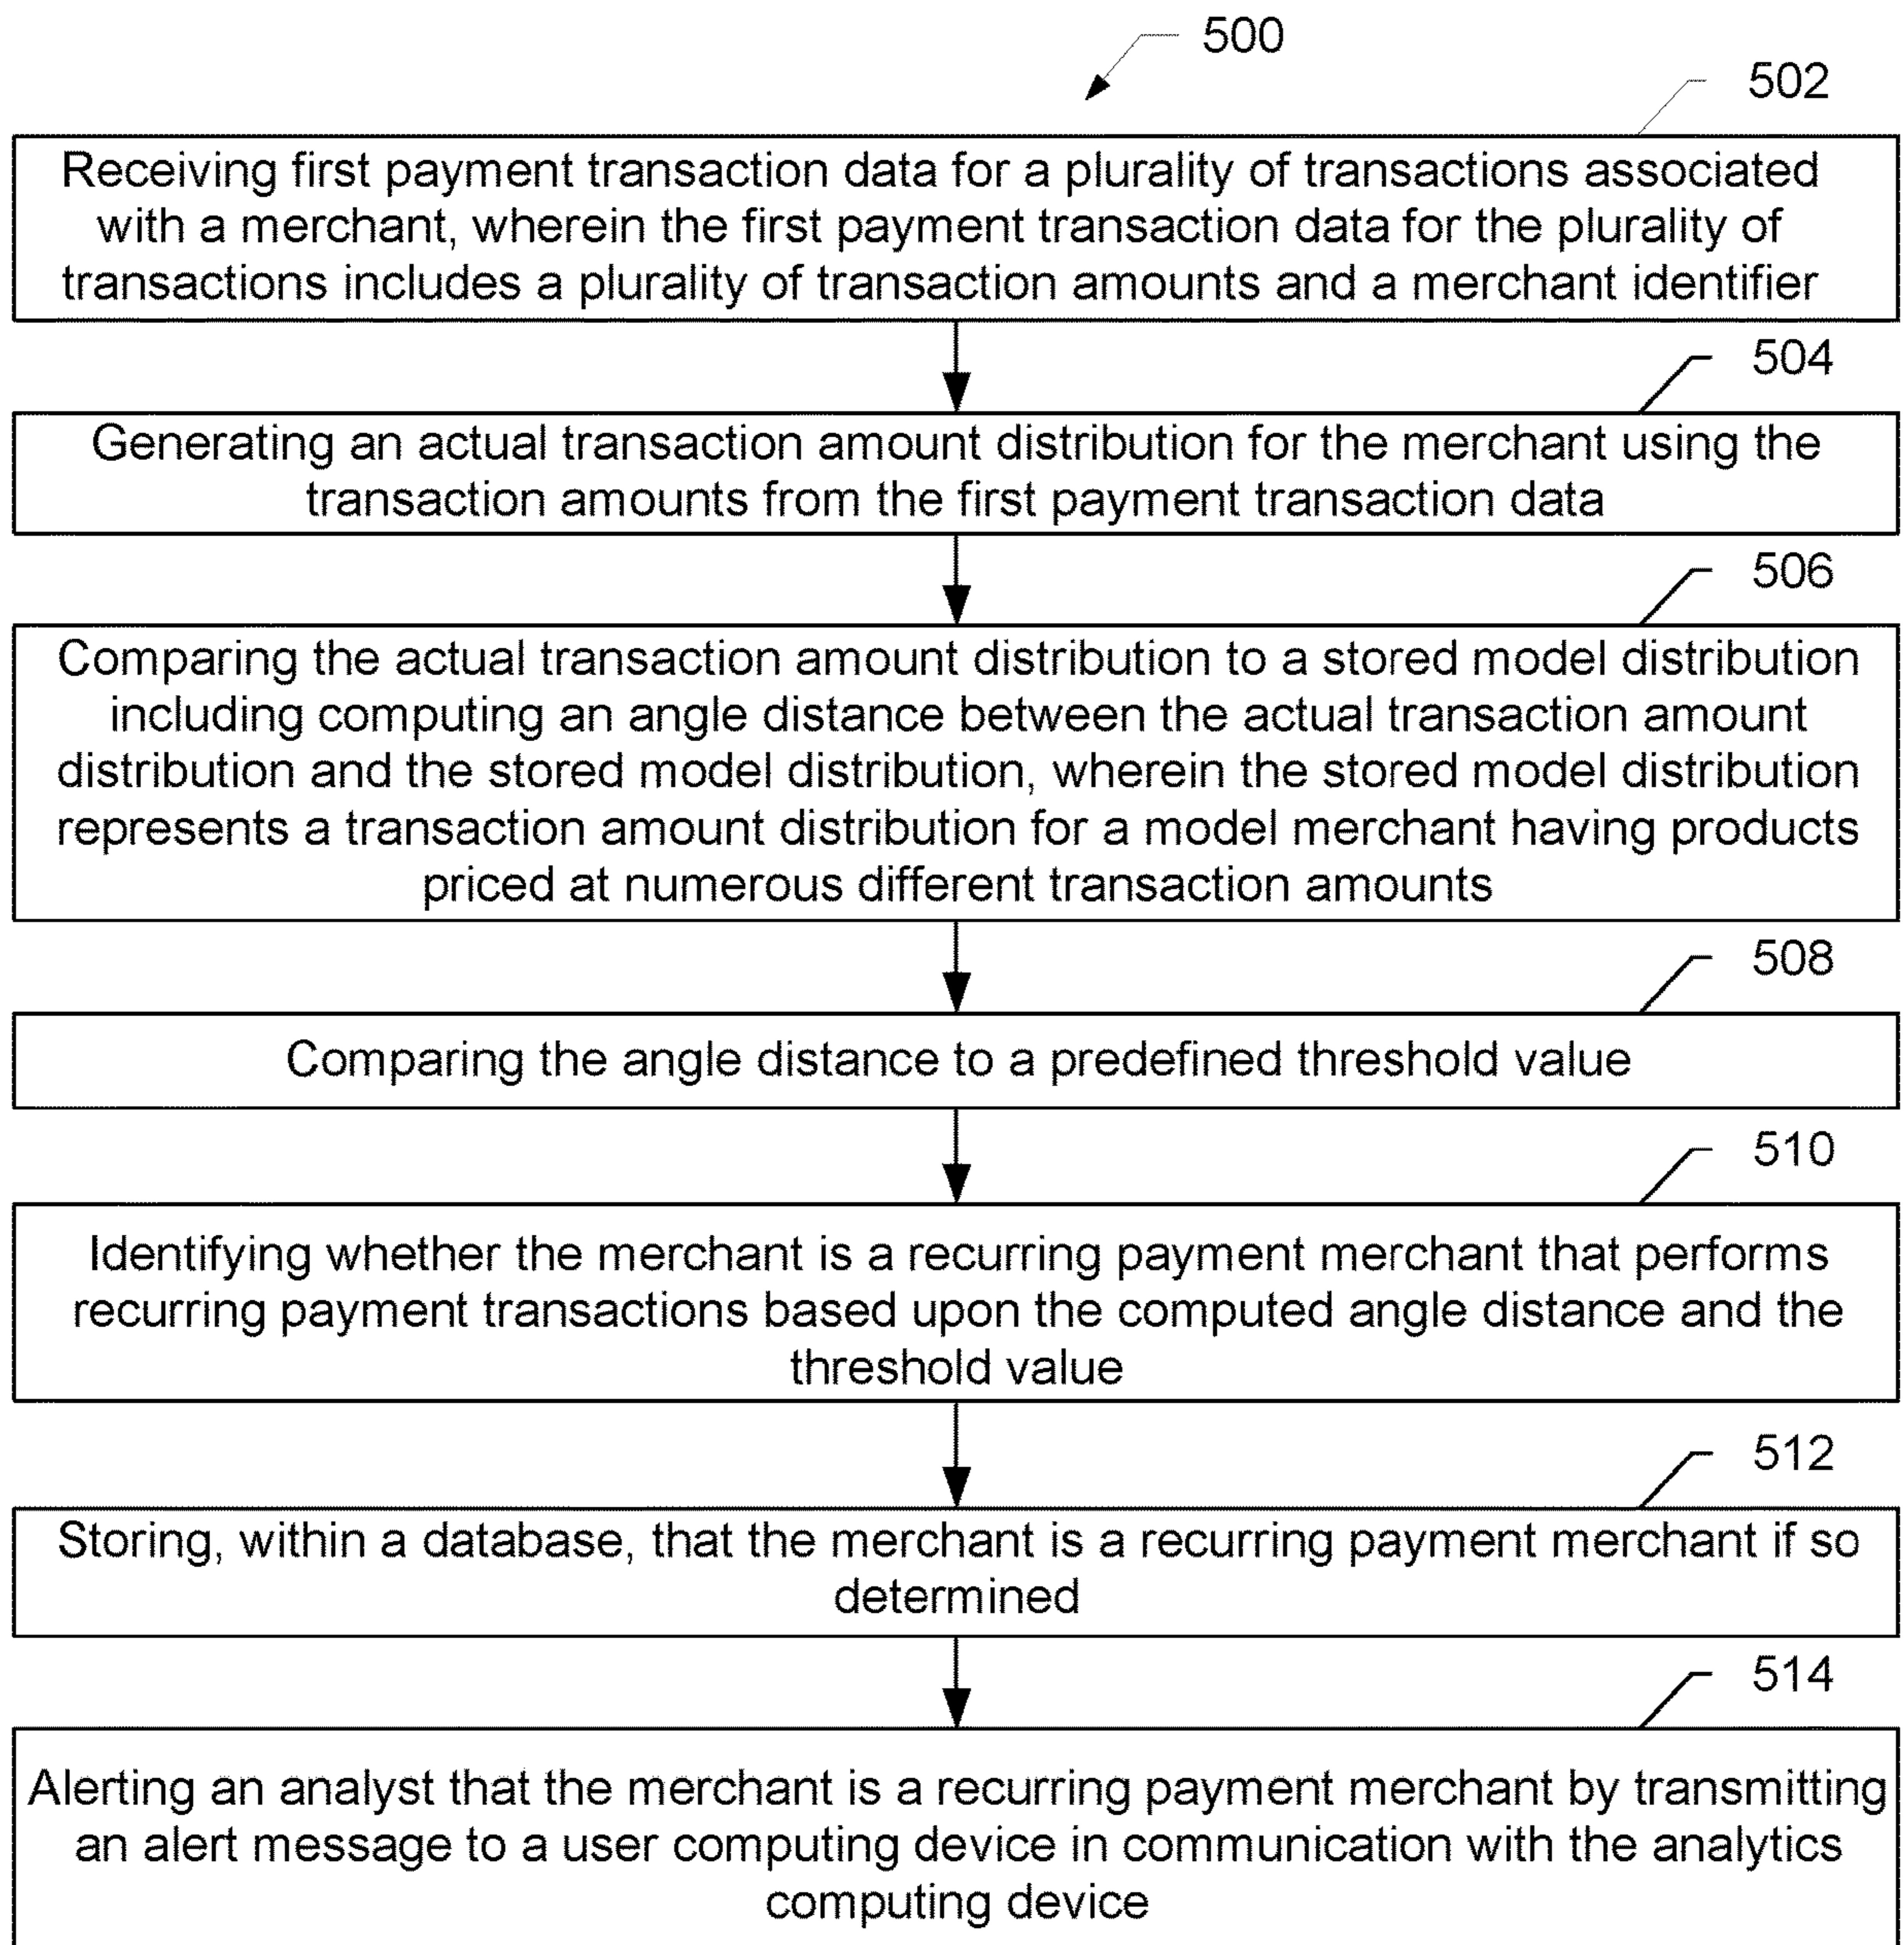 500
502
Receiving first payment transaction data for a plurality of transactions associated
with a merchant, wherein the first payment transaction data for the plurality of
transactions includes a plurality of transaction amounts and a merchant identifier
504
Generating an actual transaction amount distribution for the merchant using the
transaction amounts from the first payment transaction data
506
Comparing the actual transaction amount distribution to a stored model distribution
including computing an angle distance between the actual transaction amount
distribution and the stored model distribution, wherein the stored model distribution
represents a transaction amount distribution for a model merchant having products
priced at numerous different transaction amounts
508
Comparing the angle distance to a predefined threshold value
510
Identifying whether the merchant is a recurring payment merchant that performs
recurring payment transactions based upon the computed angle distance and the
threshold value
512
Storing, within a database, that the merchant is a recurring payment merchant if so
determined
514
Alerting an analyst that the merchant is a recurring payment merchant by transmitting
an alert message to a user computing device in communication with the analytics
computing device